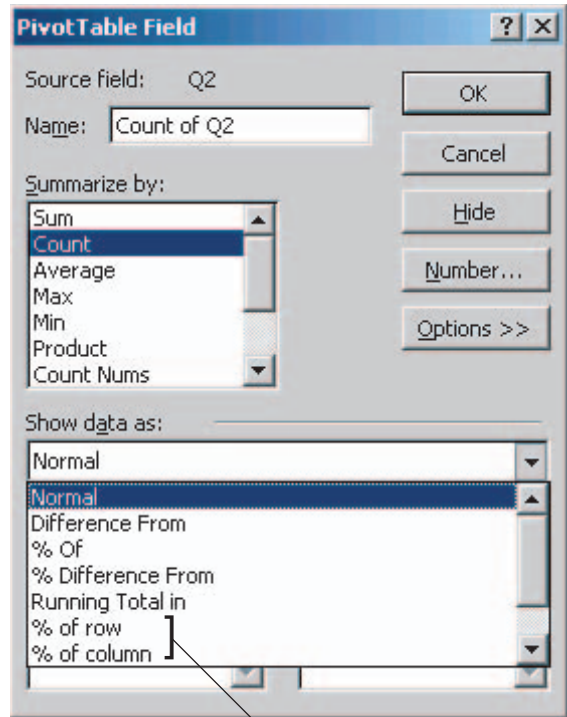 PivotTable Field
Source field: Q2
Name: Count of Q2
Summarize by:
Sum
Count
Average
Max
Min
Product
Count Nums
OK
Cancel
Hide
Number...
Options >>
Show data as:
Normal
Normal
Difference From
% Of
% Difference From
Running Total in
% of row
% of column